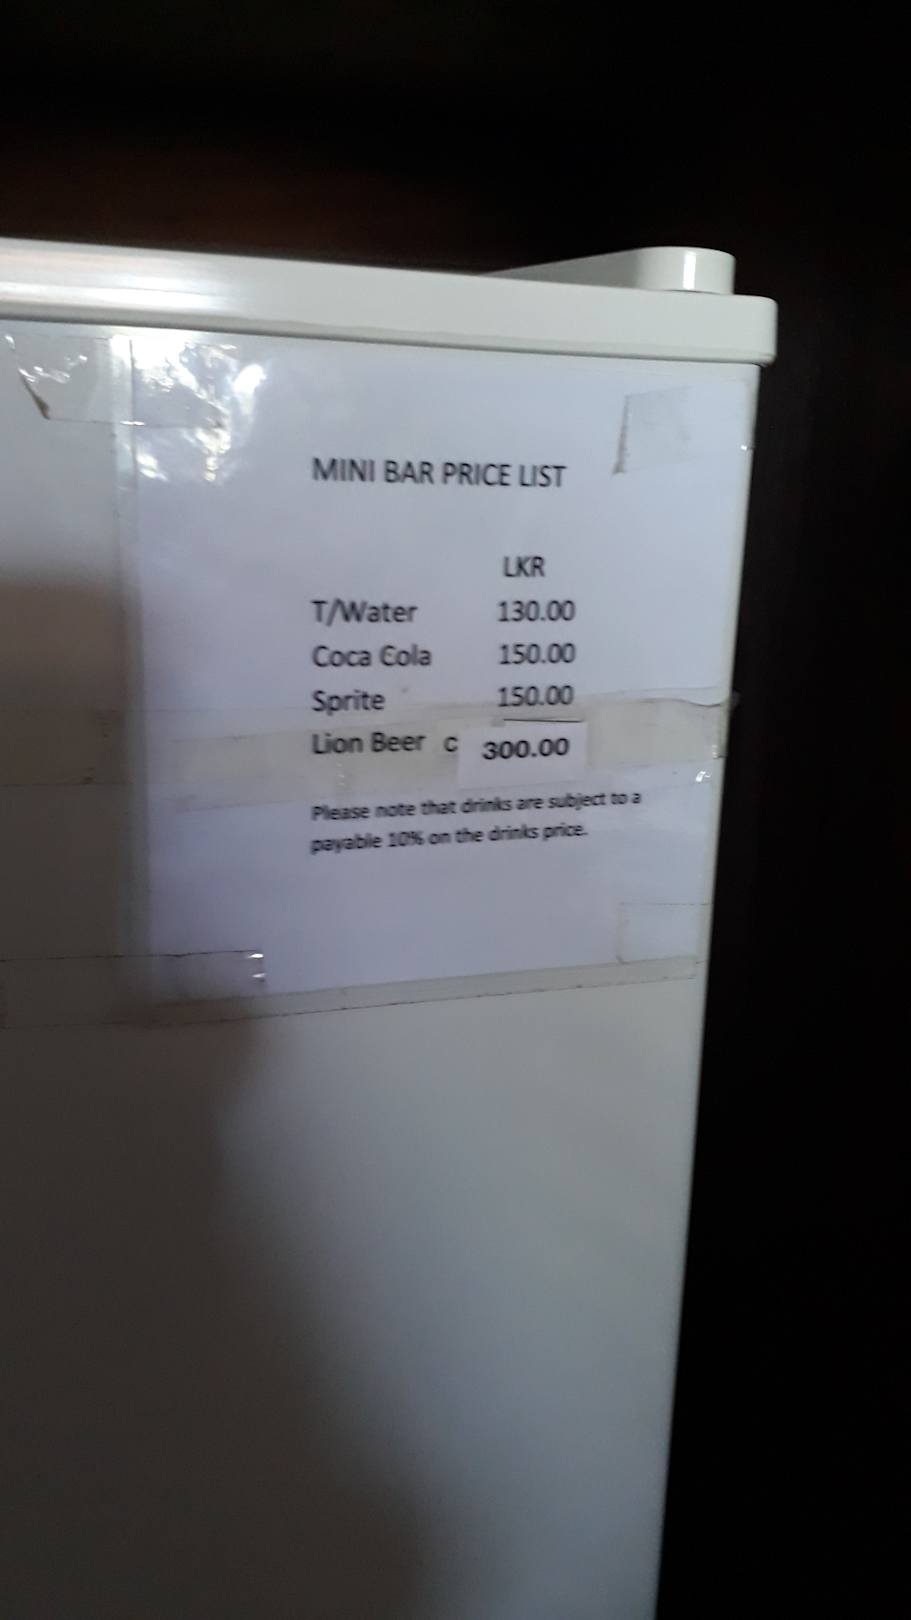 MINI BAR PRICE LIST
LKR
T/Water 130.00
Coca Cola 150.00
Sprite 150.00
Lion Beer c 300.00
Please note that drinks are subject to a
payable 10% on the drinks price.